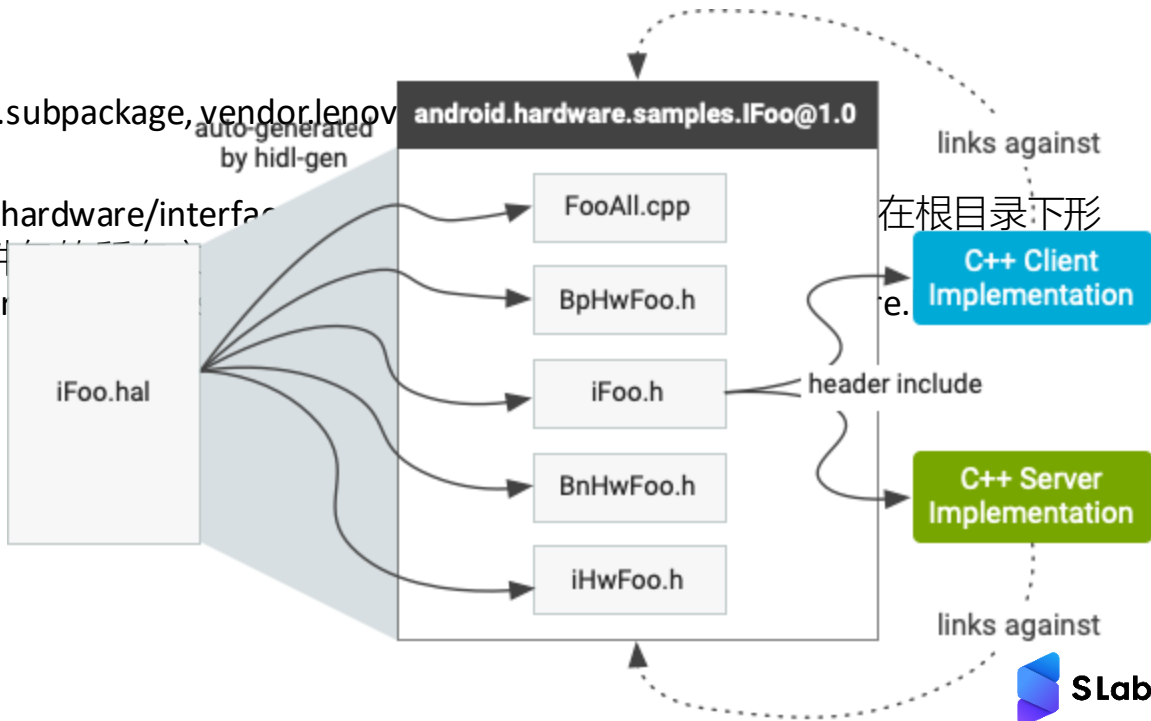 .subpackage, vendor.lenov
android.hardware.samples.IFoo@1.0
auto-generated
by hidl-gen
links against
hardware/interfac
在根目录下形
FooAll.cpp
C++ Client
Implementation
BpHwFoo.h
e.
iFoo.hal
iFoo.h
header include
BnHwFoo.h
C++ Server
Implementation
iHwFoo.h
links against
S Lab